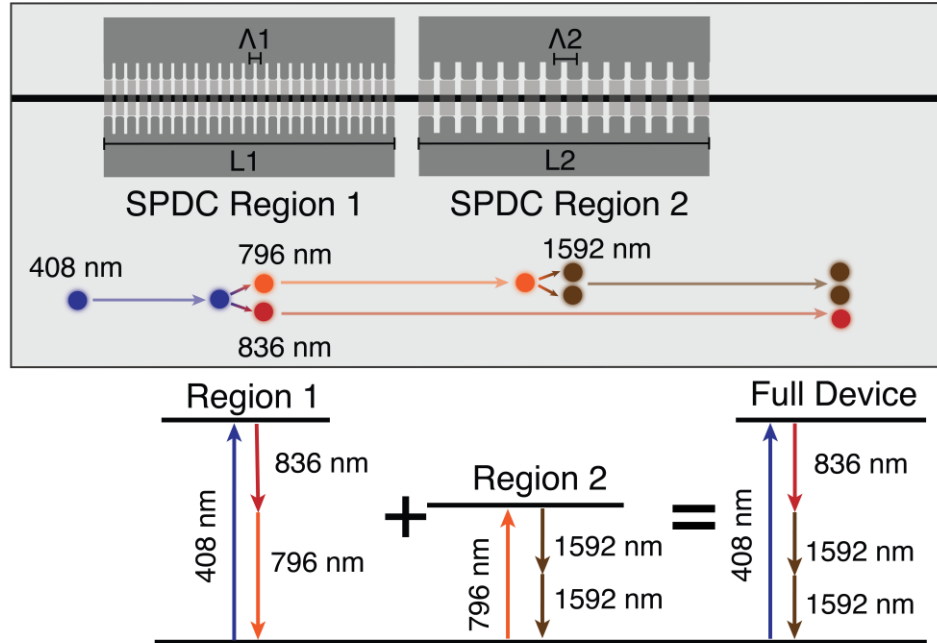 Λ1
Λ2
L1
L2
SPDC Region 1
SPDC Region 2
408 nm
796 nm
1592 nm
836 nm
Region 1
Full Device
836 nm
836 nm
Region 2
408 nm
796 nm
+
796 nm
1592 nm
1592 nm
=
408 nm
1592 nm
1592 nm